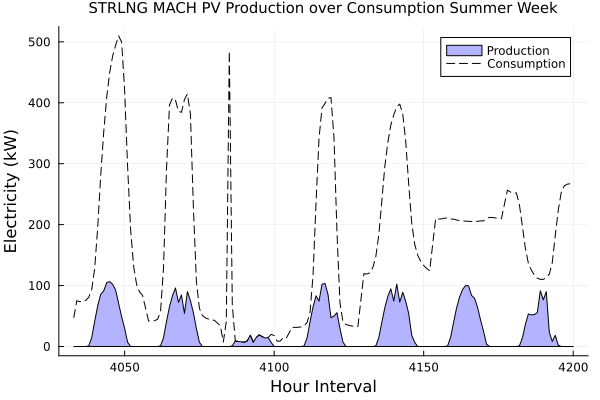 STRLNG MACH PV Production over Consumption Summer Week
500
400
300
200
100
0
Electricity (kW)
Production
Consumption
4050
4100
4150
4200
Hour Interval